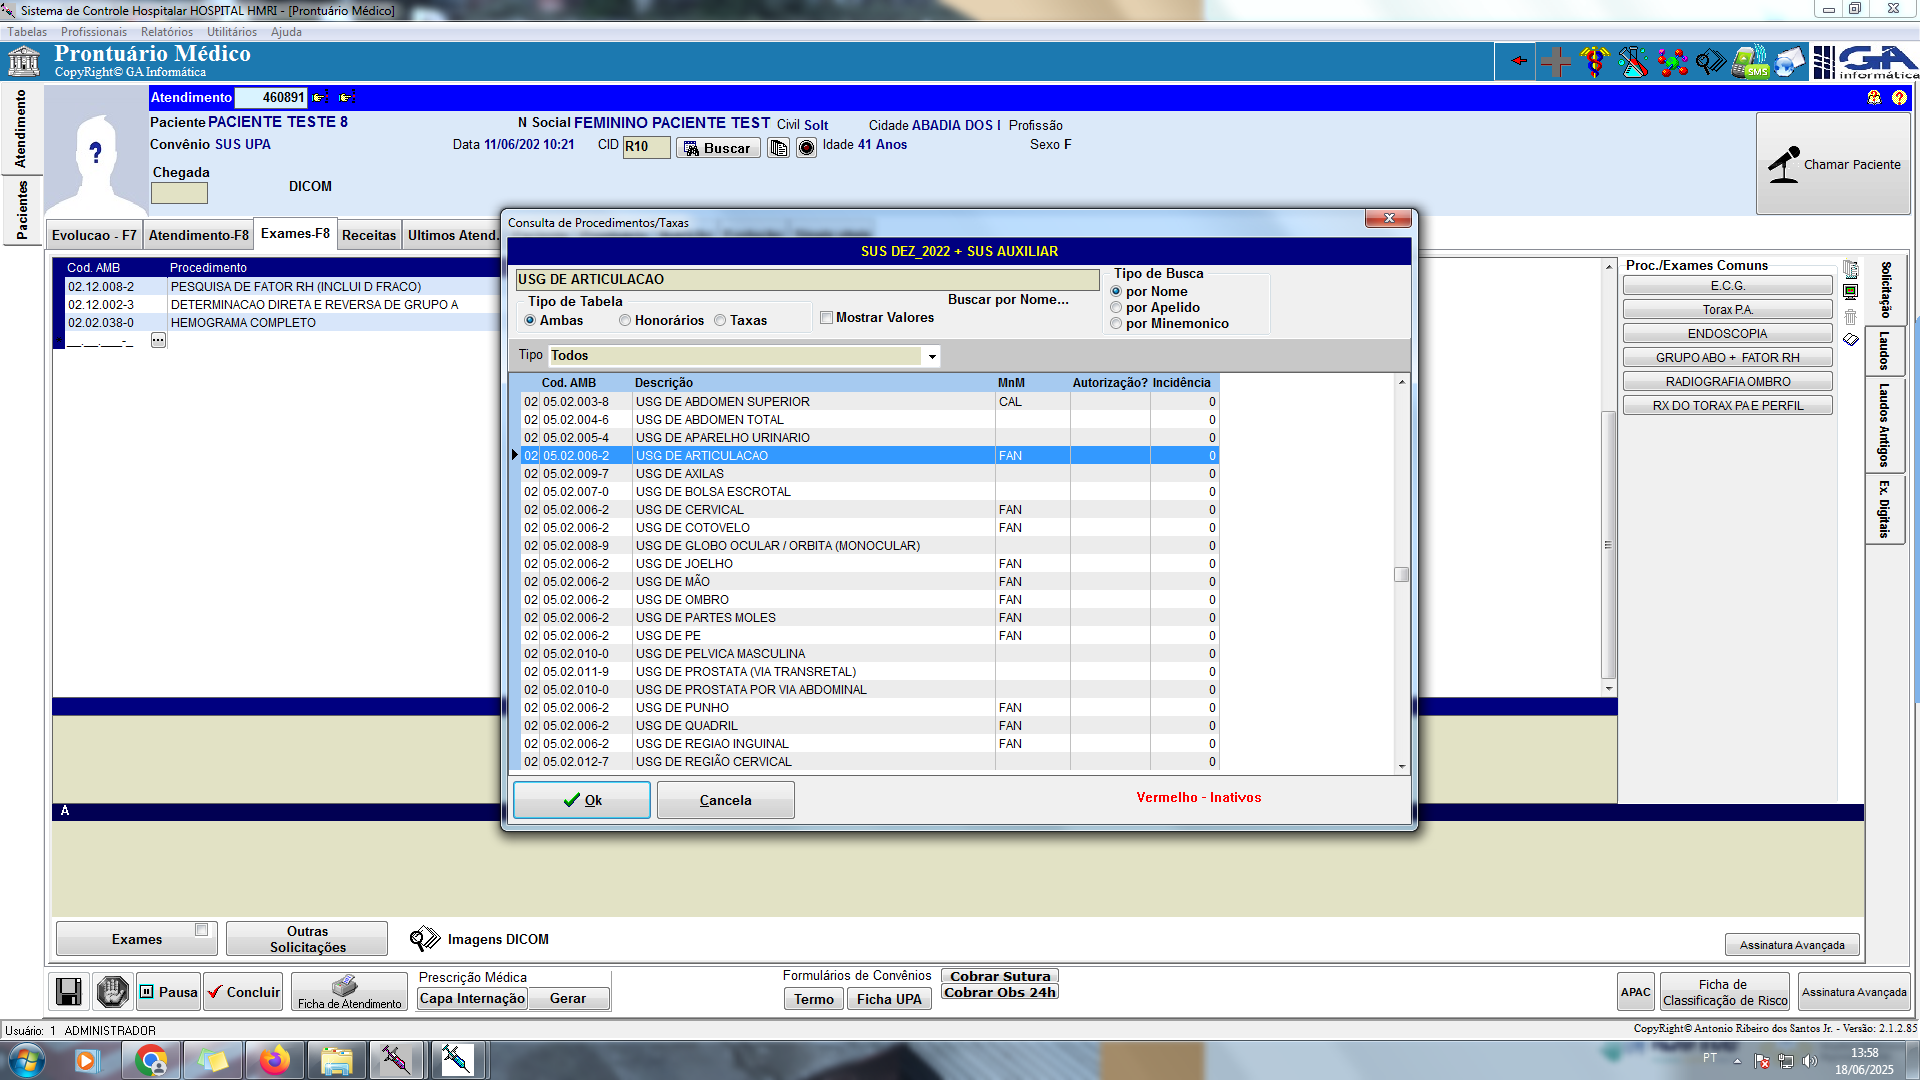 Sistema de Controle Hospitalar HOSPITAL HMRI - [Prontuário Médico]
Tabelas Profissionais Relatórios Utilitários Ajuda
Prontuário Médico
CopyRight© GA Informática
SMS
GA informática
Atendimento
Pacientes
Atendimento 460891
Paciente PACIENTE TESTE 8 N Social FEMININO PACIENTE TEST Civil Solt Cidade ABADIA DOS I Profissão
Convênio SUS UPA Data 11/06/202 10:21 CID R10 Buscar Idade 41 Anos Sexo F
Chegada
DICOM
Chamar Paciente
Evolucao - F7 Atendimento-F8 Exames-F8 Receitas Ultimos Atend.
Cod. AMB Procedimento
02.12.008-2 PESQUISA DE FATOR RH (INCLUI D FRACO)
02.12.002-3 DETERMINACAO DIRETA E REVERSA DE GRUPO A
02.02.038-0 HEMOGRAMA COMPLETO
__.__.___-_ ...
Consulta de Procedimentos/Taxas
SUS DEZ_2022 + SUS AUXILIAR
USG DE ARTICULACAO
Tipo de Tabela
Ambas Honorários Taxas
Mostrar Valores
Buscar por Nome...
Tipo de Busca
por Nome
por Apelido
por Minemonico
Tipo Todos
Cod. AMB Descrição MnM Autorização? Incidência
02 05.02.003-8 USG DE ABDOMEN SUPERIOR CAL 0
02 05.02.004-6 USG DE ABDOMEN TOTAL 0
02 05.02.005-4 USG DE APARELHO URINARIO 0
02 05.02.006-2 USG DE ARTICULACAO FAN 0
02 05.02.009-7 USG DE AXILAS 0
02 05.02.007-0 USG DE BOLSA ESCROTAL 0
02 05.02.006-2 USG DE CERVICAL FAN 0
02 05.02.006-2 USG DE COTOVELO FAN 0
02 05.02.008-9 USG DE GLOBO OCULAR / ORBITA (MONOCULAR) 0
02 05.02.006-2 USG DE JOELHO FAN 0
02 05.02.006-2 USG DE MÃO FAN 0
02 05.02.006-2 USG DE OMBRO FAN 0
02 05.02.006-2 USG DE PARTES MOLES FAN 0
02 05.02.006-2 USG DE PE FAN 0
02 05.02.010-0 USG DE PELVICA MASCULINA 0
02 05.02.011-9 USG DE PROSTATA (VIA TRANSRETAL) 0
02 05.02.010-0 USG DE PROSTATA POR VIA ABDOMINAL 0
02 05.02.006-2 USG DE PUNHO FAN 0
02 05.02.006-2 USG DE QUADRIL FAN 0
02 05.02.006-2 USG DE REGIAO INGUINAL FAN 0
02 05.02.012-7 USG DE REGIÃO CERVICAL 0
Ok Cancela Vermelho - Inativos
Proc./Exames Comuns
E.C.G.
Torax P.A.
ENDOSCOPIA
GRUPO ABO + FATOR RH
RADIOGRAFIA OMBRO
RX DO TORAX PA E PERFIL
Solicitação
Laudos
Laudos Antigos
Ex. Digitais
A
Exames
Outras Solicitações
Imagens DICOM
Assinatura Avançada
Pausa Concluir Ficha de Atendimento
Prescrição Médica
Capa Internação Gerar
Formulários de Convênios
Termo Ficha UPA
Cobrar Sutura
Cobrar Obs 24h
APAC
Ficha de Classificação de Risco
Assinatura Avançada
Usuário: 1 ADMINISTRADOR
CopyRight© Antonio Ribeiro dos Santos Jr. - Versão: 2.1.2.85
PT
13:58
18/06/2025